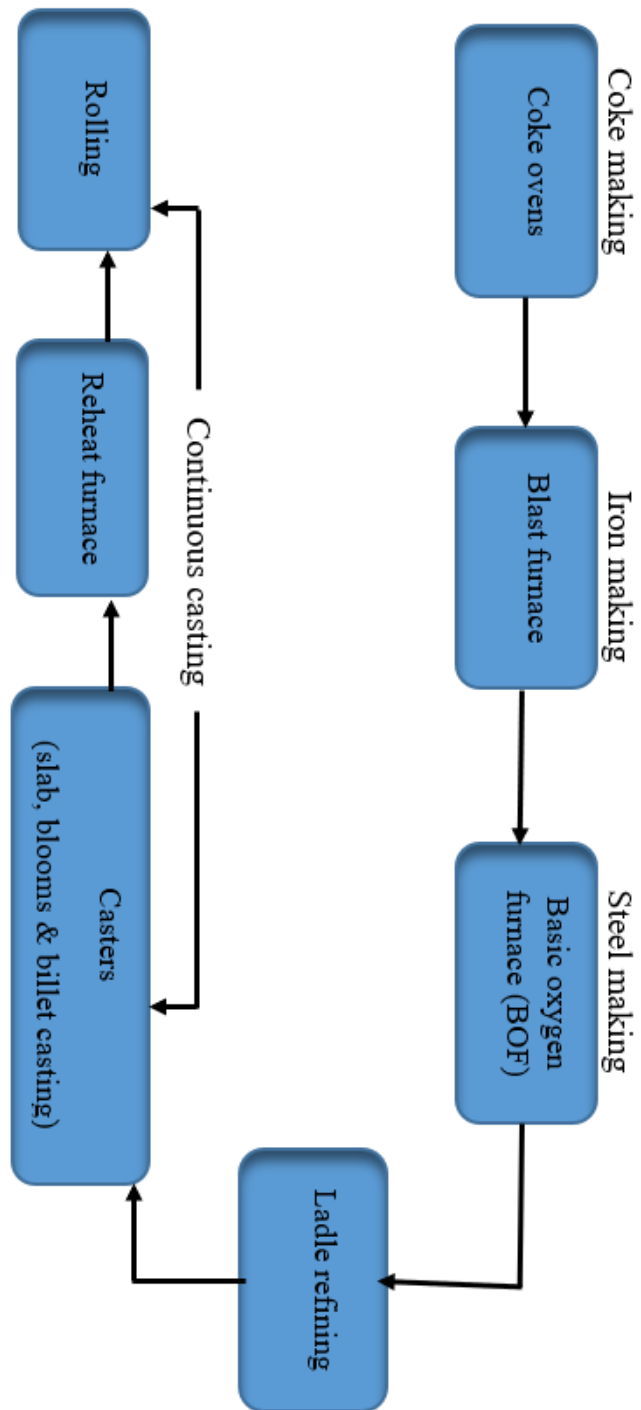 Coke making
Iron making
Steel making
Coke ovens
Blast furnace
Basic oxygen
furnace (BOF)
Ladle refining
Continuous casting
Rolling
Reheat furnace
Casters
(slab, blooms & billet casting)